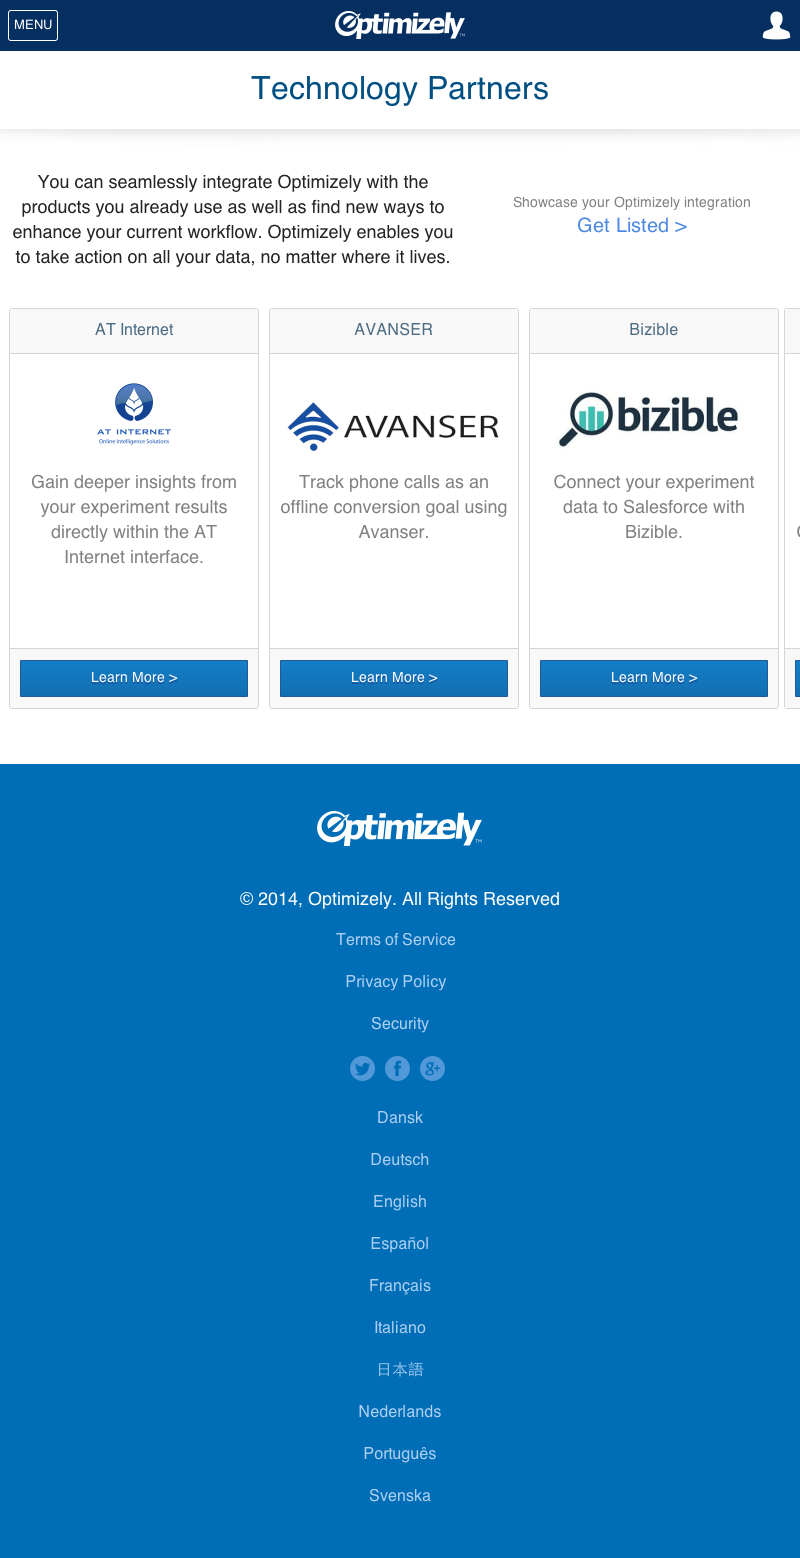 MENU
Optimizely
Technology Partners
You can seamlessly integrate Optimizely with the
products you already use as well as find new ways to
enhance your current workflow. Optimizely enables you
to take action on all your data, no matter where it lives.
Showcase your Optimizely integration
Get Listed >
AT Internet
AT INTERNET
Online Intelligence Solutions
Gain deeper insights from
your experiment results
directly within the AT
Internet interface.
Learn More >
AVANSER
AVANSER
Track phone calls as an
offline conversion goal using
Avanser.
Learn More >
Bizible
bizible
Connect your experiment
data to Salesforce with
Bizible.
Learn More >
Optimizely
© 2014, Optimizely. All Rights Reserved
Terms of Service
Privacy Policy
Security
Dansk
Deutsch
English
Español
Français
Italiano
日本語
Nederlands
Português
Svenska